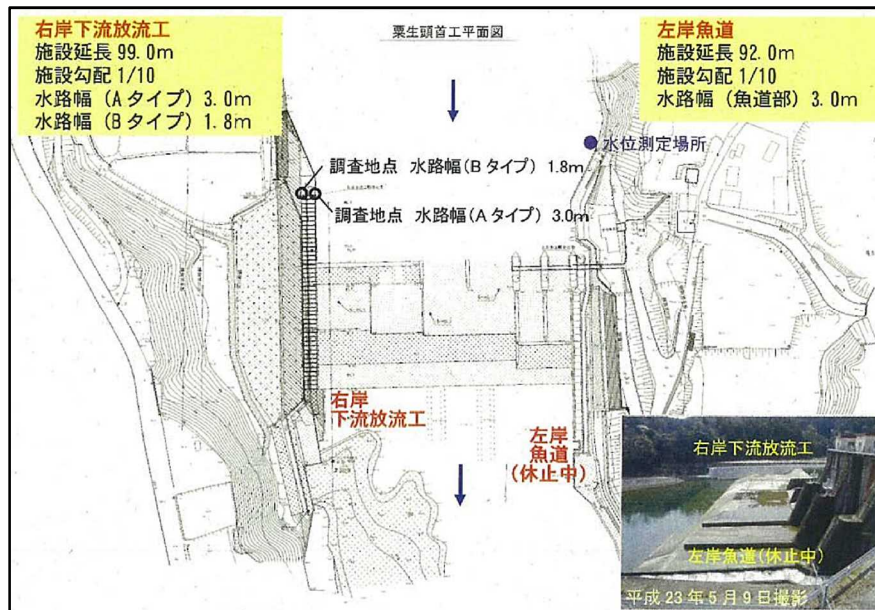 右岸下流放流工
施設延長 99.0m
施設勾配 1/10
水路幅（Aタイプ）3.0m
水路幅（Bタイプ）1.8m
粟生頭首工平面図
左岸魚道
施設延長 92.0m
施設勾配 1/10
水路幅（魚道部）3.0m
水位測定場所
調査地点 水路幅(Bタイプ) 1.8m
調査地点 水路幅(Aタイプ) 3.0m
右岸
下流放流工
左岸
魚道
(休止中)
右岸下流放流工
左岸魚道(休止中)
平成23年5月9日撮影